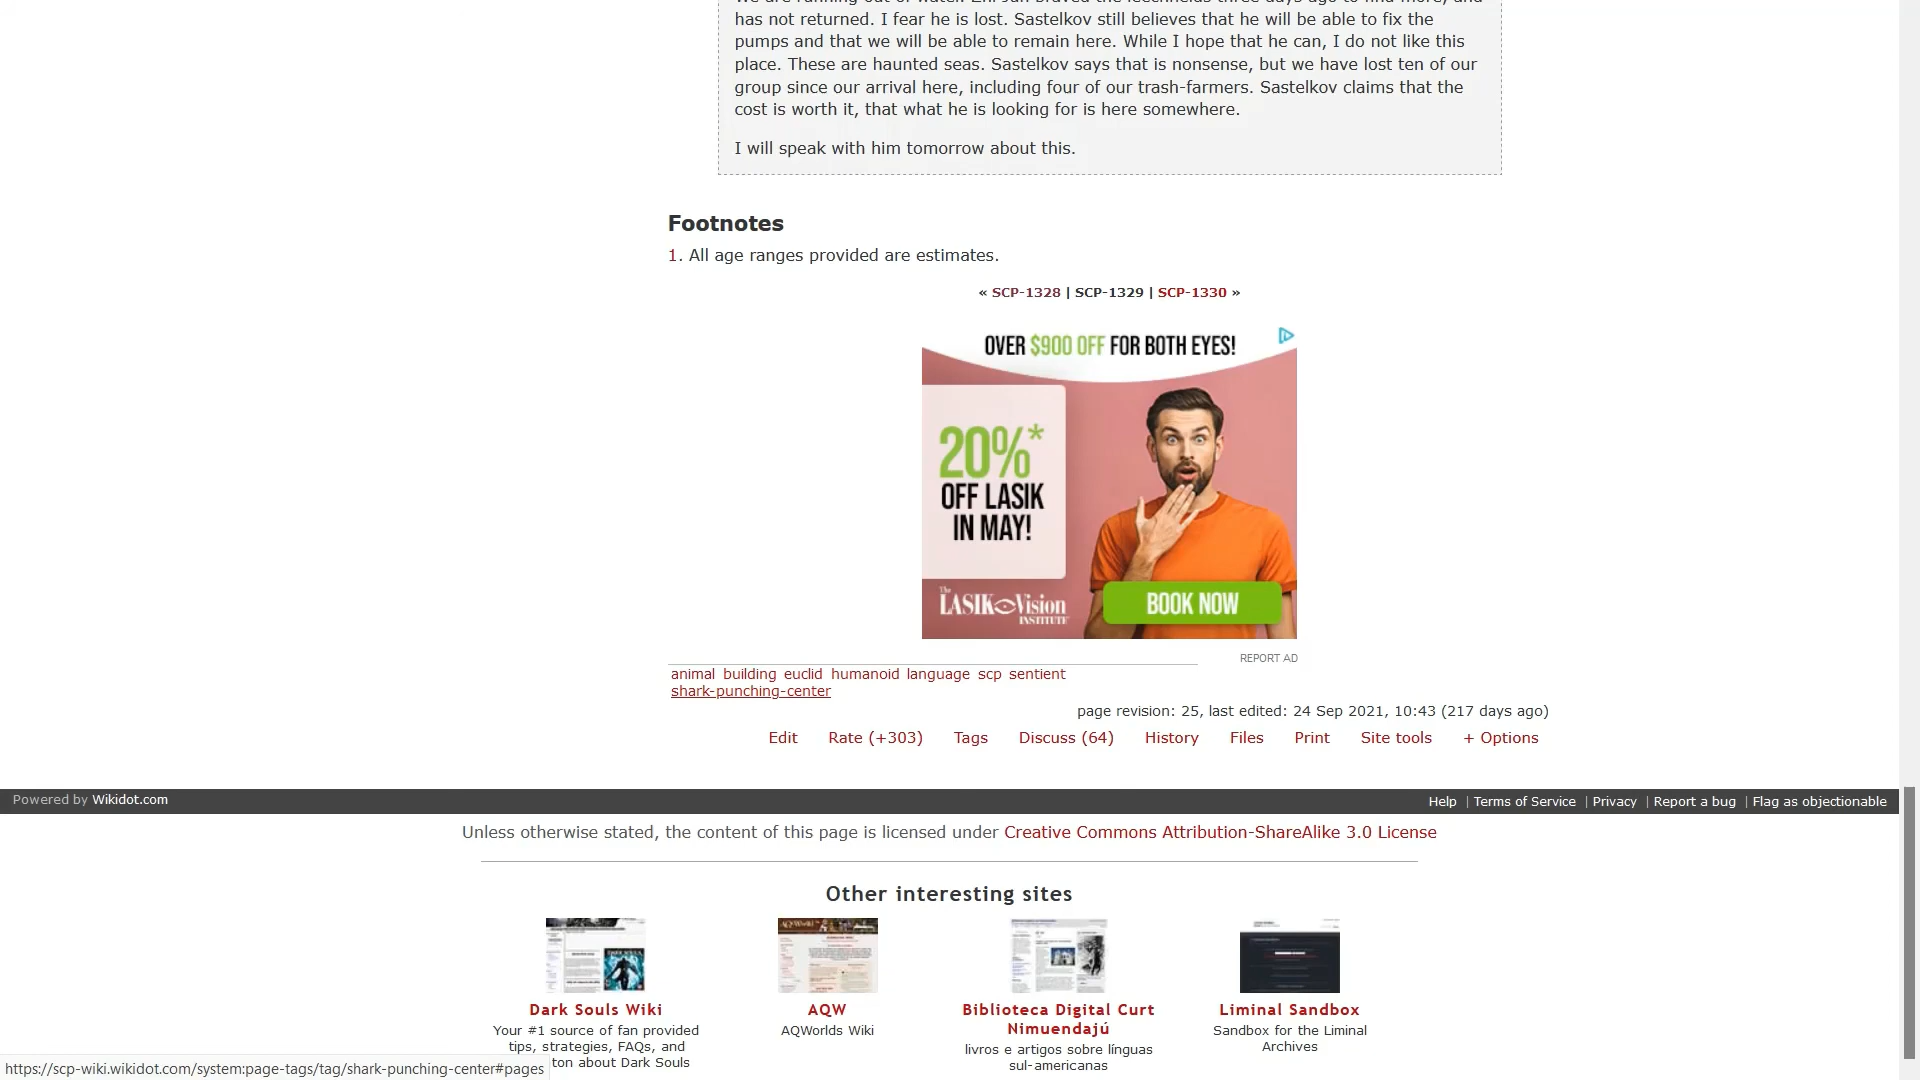 has not returned. I fear he is lost. Sastelkov still believes that he will be able to fix the
pumps and that we will be able to remain here. While I hope that he can, I do not like this
place. These are haunted seas. Sastelkov says that is nonsense, but we have lost ten of our
group since our arrival here, including four of our trash-farmers. Sastelkov claims that the
cost is worth it, that what he is looking for is here somewhere.
I will speak with him tomorrow about this.
Footnotes
1. All age ranges provided are estimates.
« SCP-1328 | SCP-1329 | SCP-1330 »
OVER $900 OFF FOR BOTH EYES!
20%*
OFF LASIK
IN MAY!
The
LASIK Vision
INSTITUTE
BOOK NOW
REPORT AD
animal building euclid humanoid language scp sentient
shark-punching-center
page revision: 25, last edited: 24 Sep 2021, 10:43 (217 days ago)
Edit Rate (+303) Tags Discuss (64) History Files Print Site tools + Options
Powered by Wikidot.com
Help | Terms of Service | Privacy | Report a bug | Flag as objectionable
Unless otherwise stated, the content of this page is licensed under Creative Commons Attribution-ShareAlike 3.0 License
Other interesting sites
Dark Souls Wiki
Your #1 source of fan provided
tips, strategies, FAQs, and
ton about Dark Souls
AQW
AQWorlds Wiki
Biblioteca Digital Curt
Nimuendajú
livros e artigos sobre línguas
sul-americanas
Liminal Sandbox
Sandbox for the Liminal
Archives
https://scp-wiki.wikidot.com/system:page-tags/tag/shark-punching-center#pages